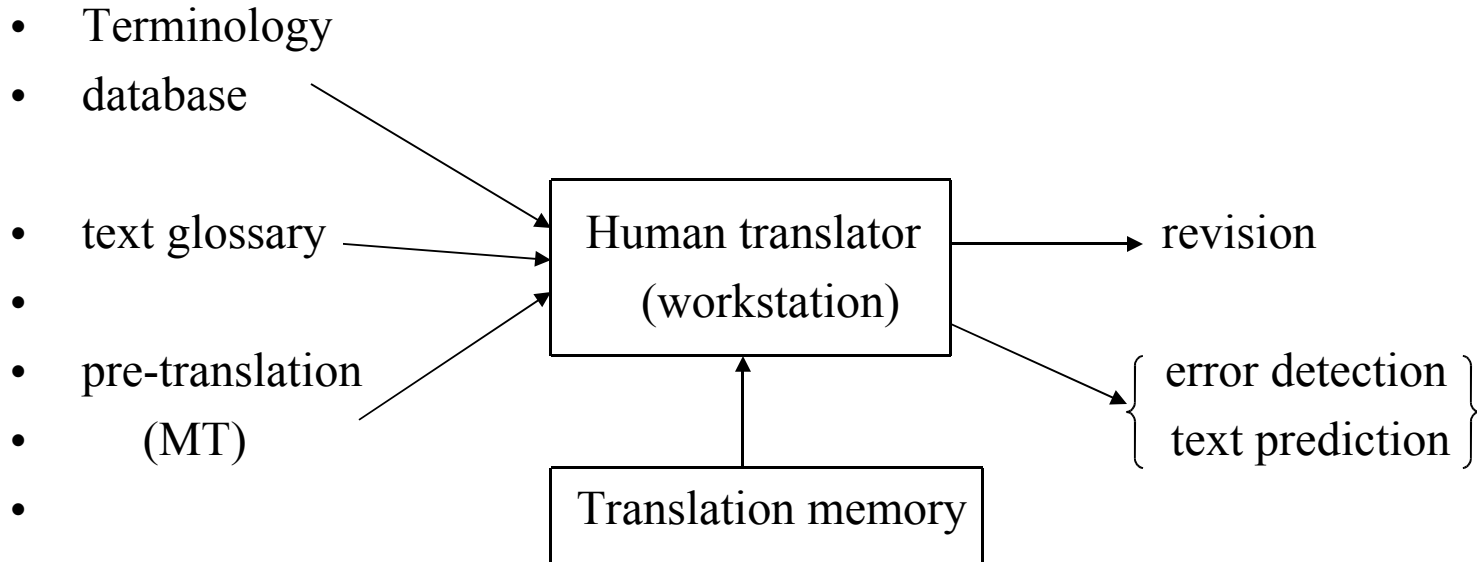 • Terminology
• database
• text glossary
•
• pre-translation
• (MT)
•
Human translator
(workstation)
Translation memory
revision
error detection
text prediction